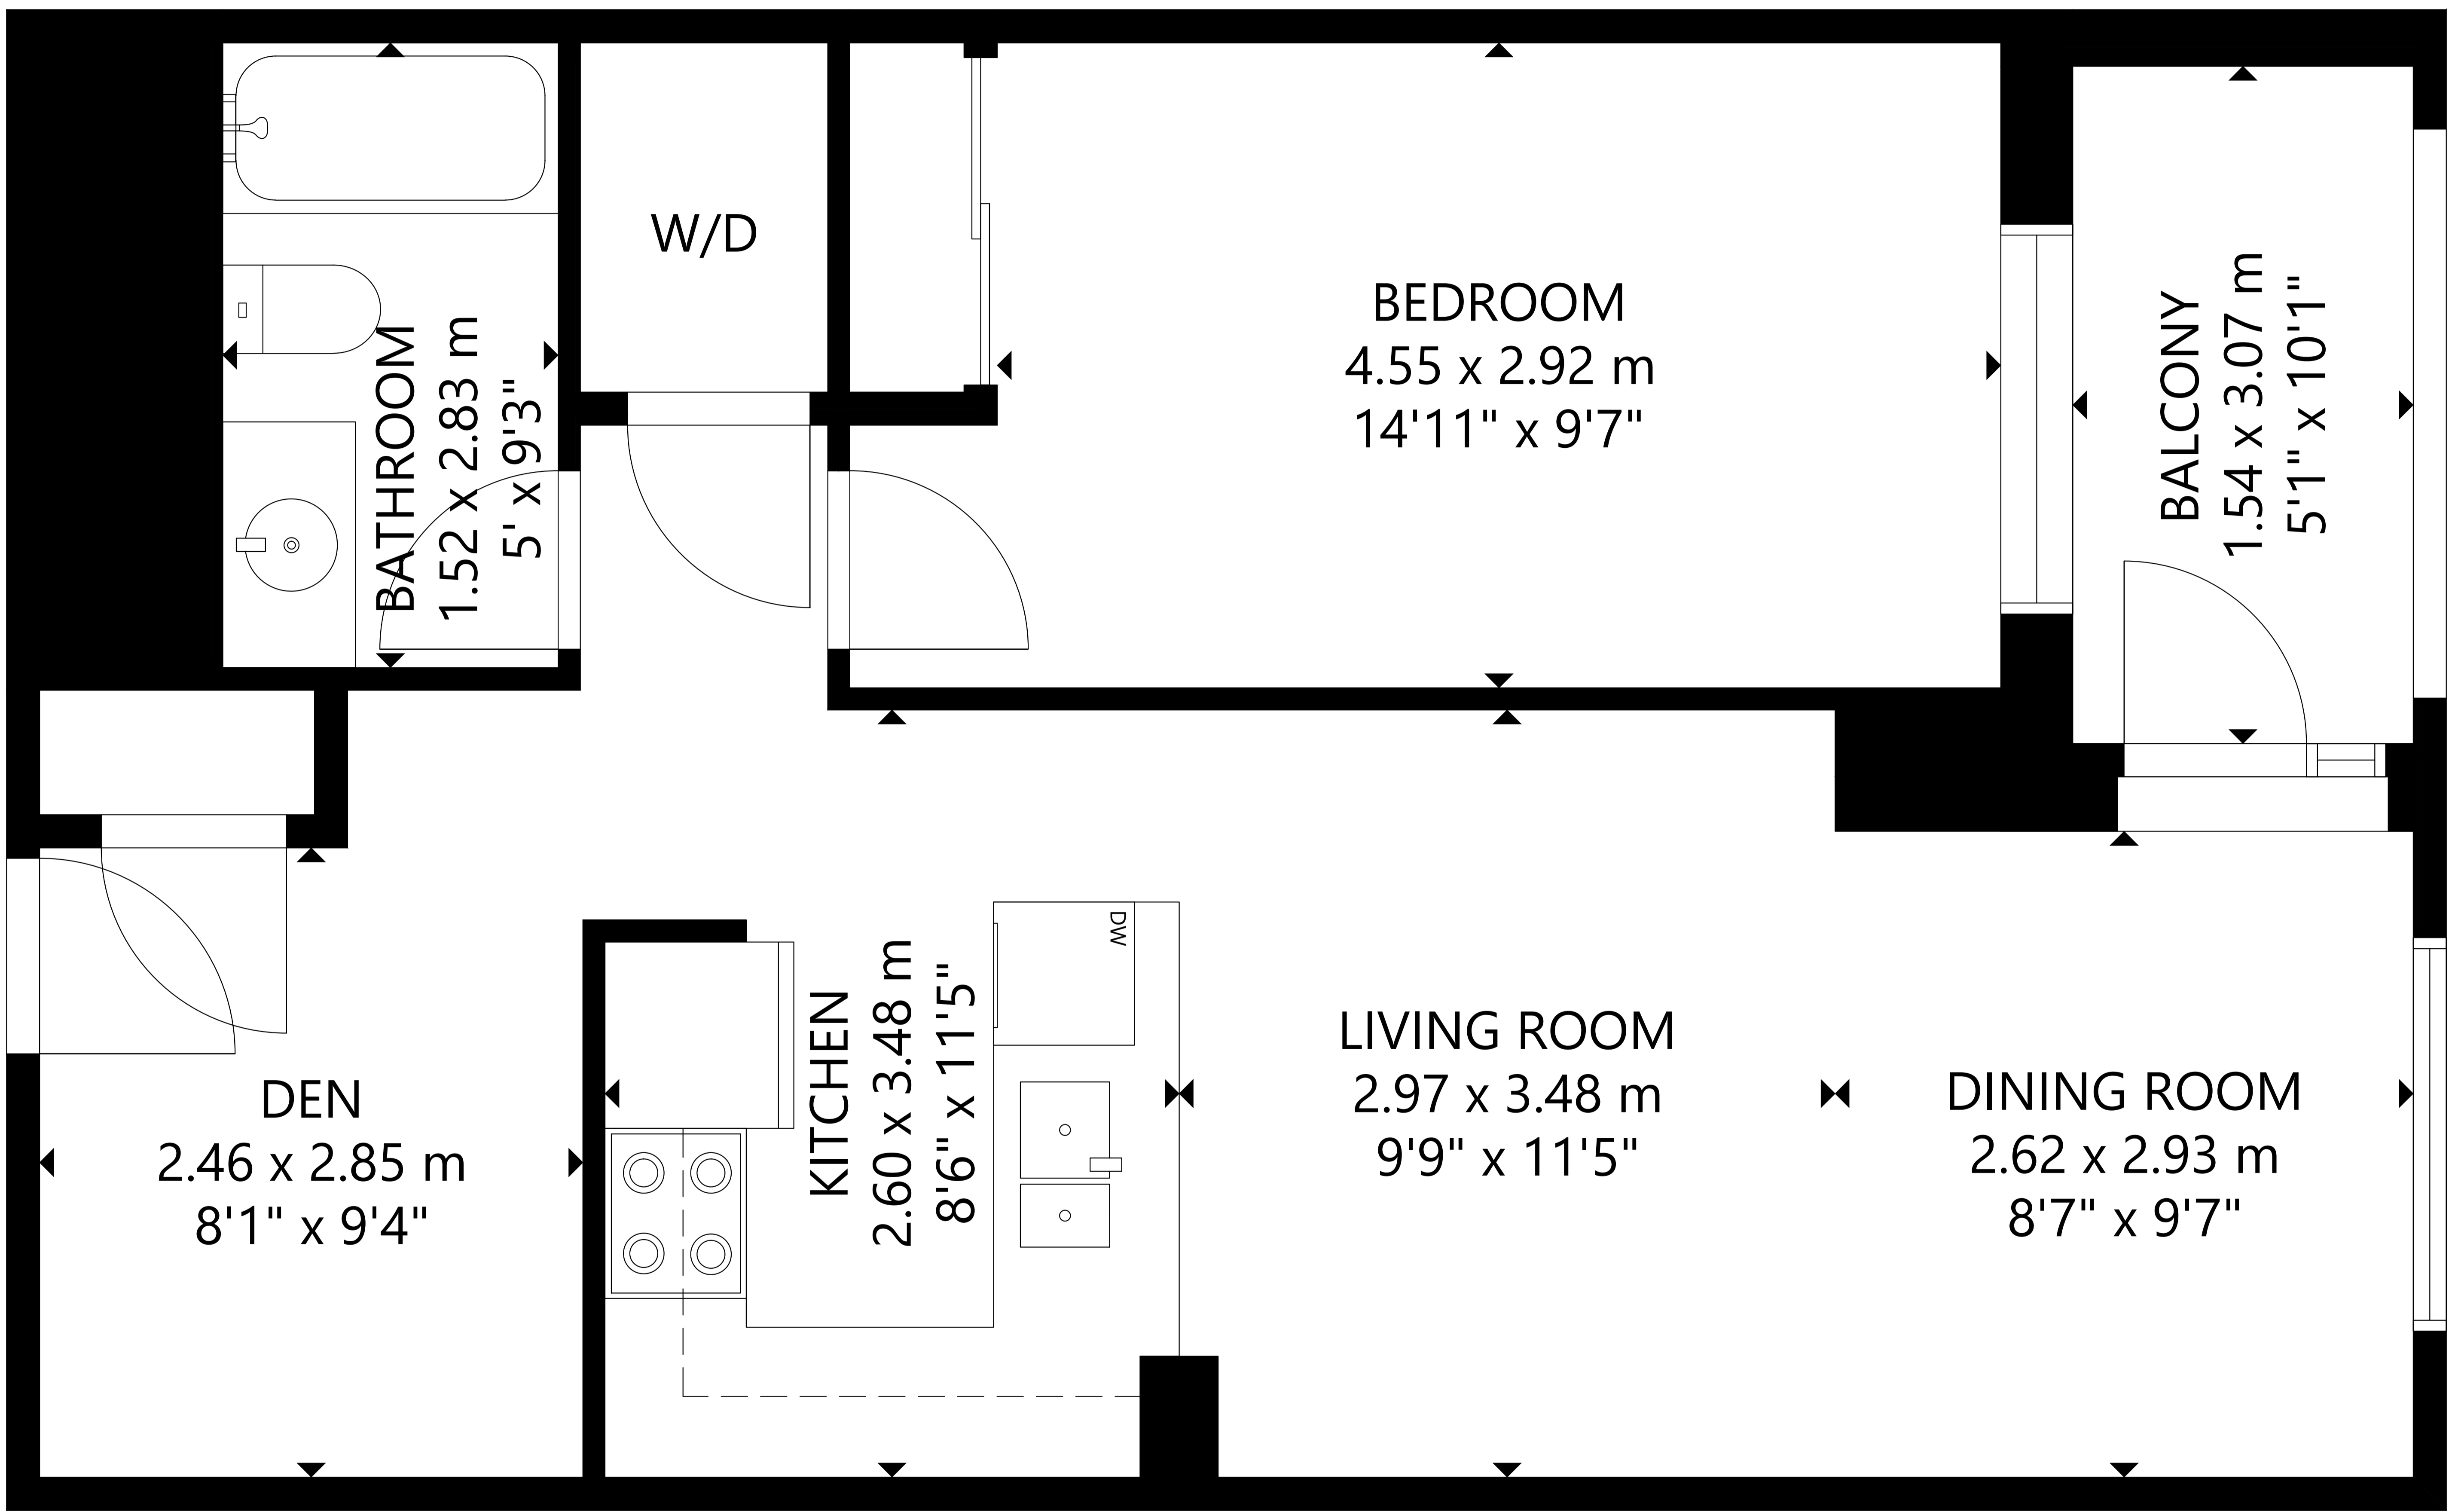 W/D
BATHROOM
1.52 x 2.83 m
5' x 9'3"
BEDROOM
4.55 x 2.92 m
14'11" x 9'7"
BALCONY
1.54 x 3.07 m
5'1" x 10'1"
DEN
2.46 x 2.85 m
8'1" x 9'4"
KITCHEN
2.60 x 3.48 m
8'6" x 11'5"
DW
LIVING ROOM
2.97 x 3.48 m
9'9" x 11'5"
DINING ROOM
2.62 x 2.93 m
8'7" x 9'7"